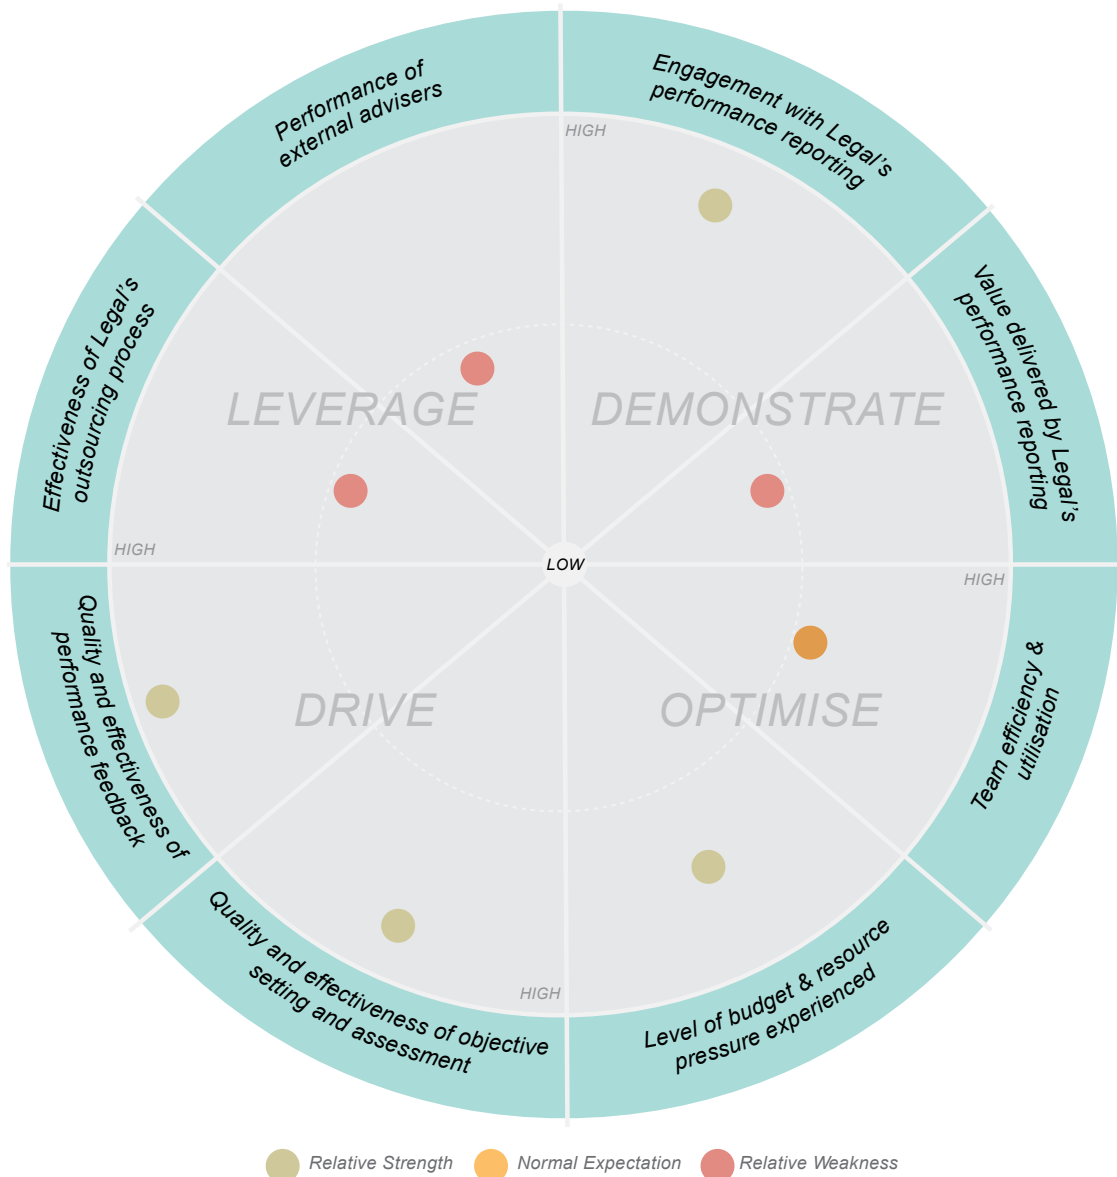 Performance of
external advisers
Engagement with Legal's
performance reporting
HIGH
Effectiveness of Legal's
outsourcing process
Value delivered by Legal's
performance reporting
LEVERAGE
DEMONSTRATE
HIGH
LOW
HIGH
Quality and effectiveness of
performance feedback
Team efficiency &
utilisation
DRIVE
OPTIMISE
Quality and effectiveness of objective
setting and assessment
HIGH
Level of budget & resource
pressure experienced
Relative Strength
Normal Expectation
Relative Weakness